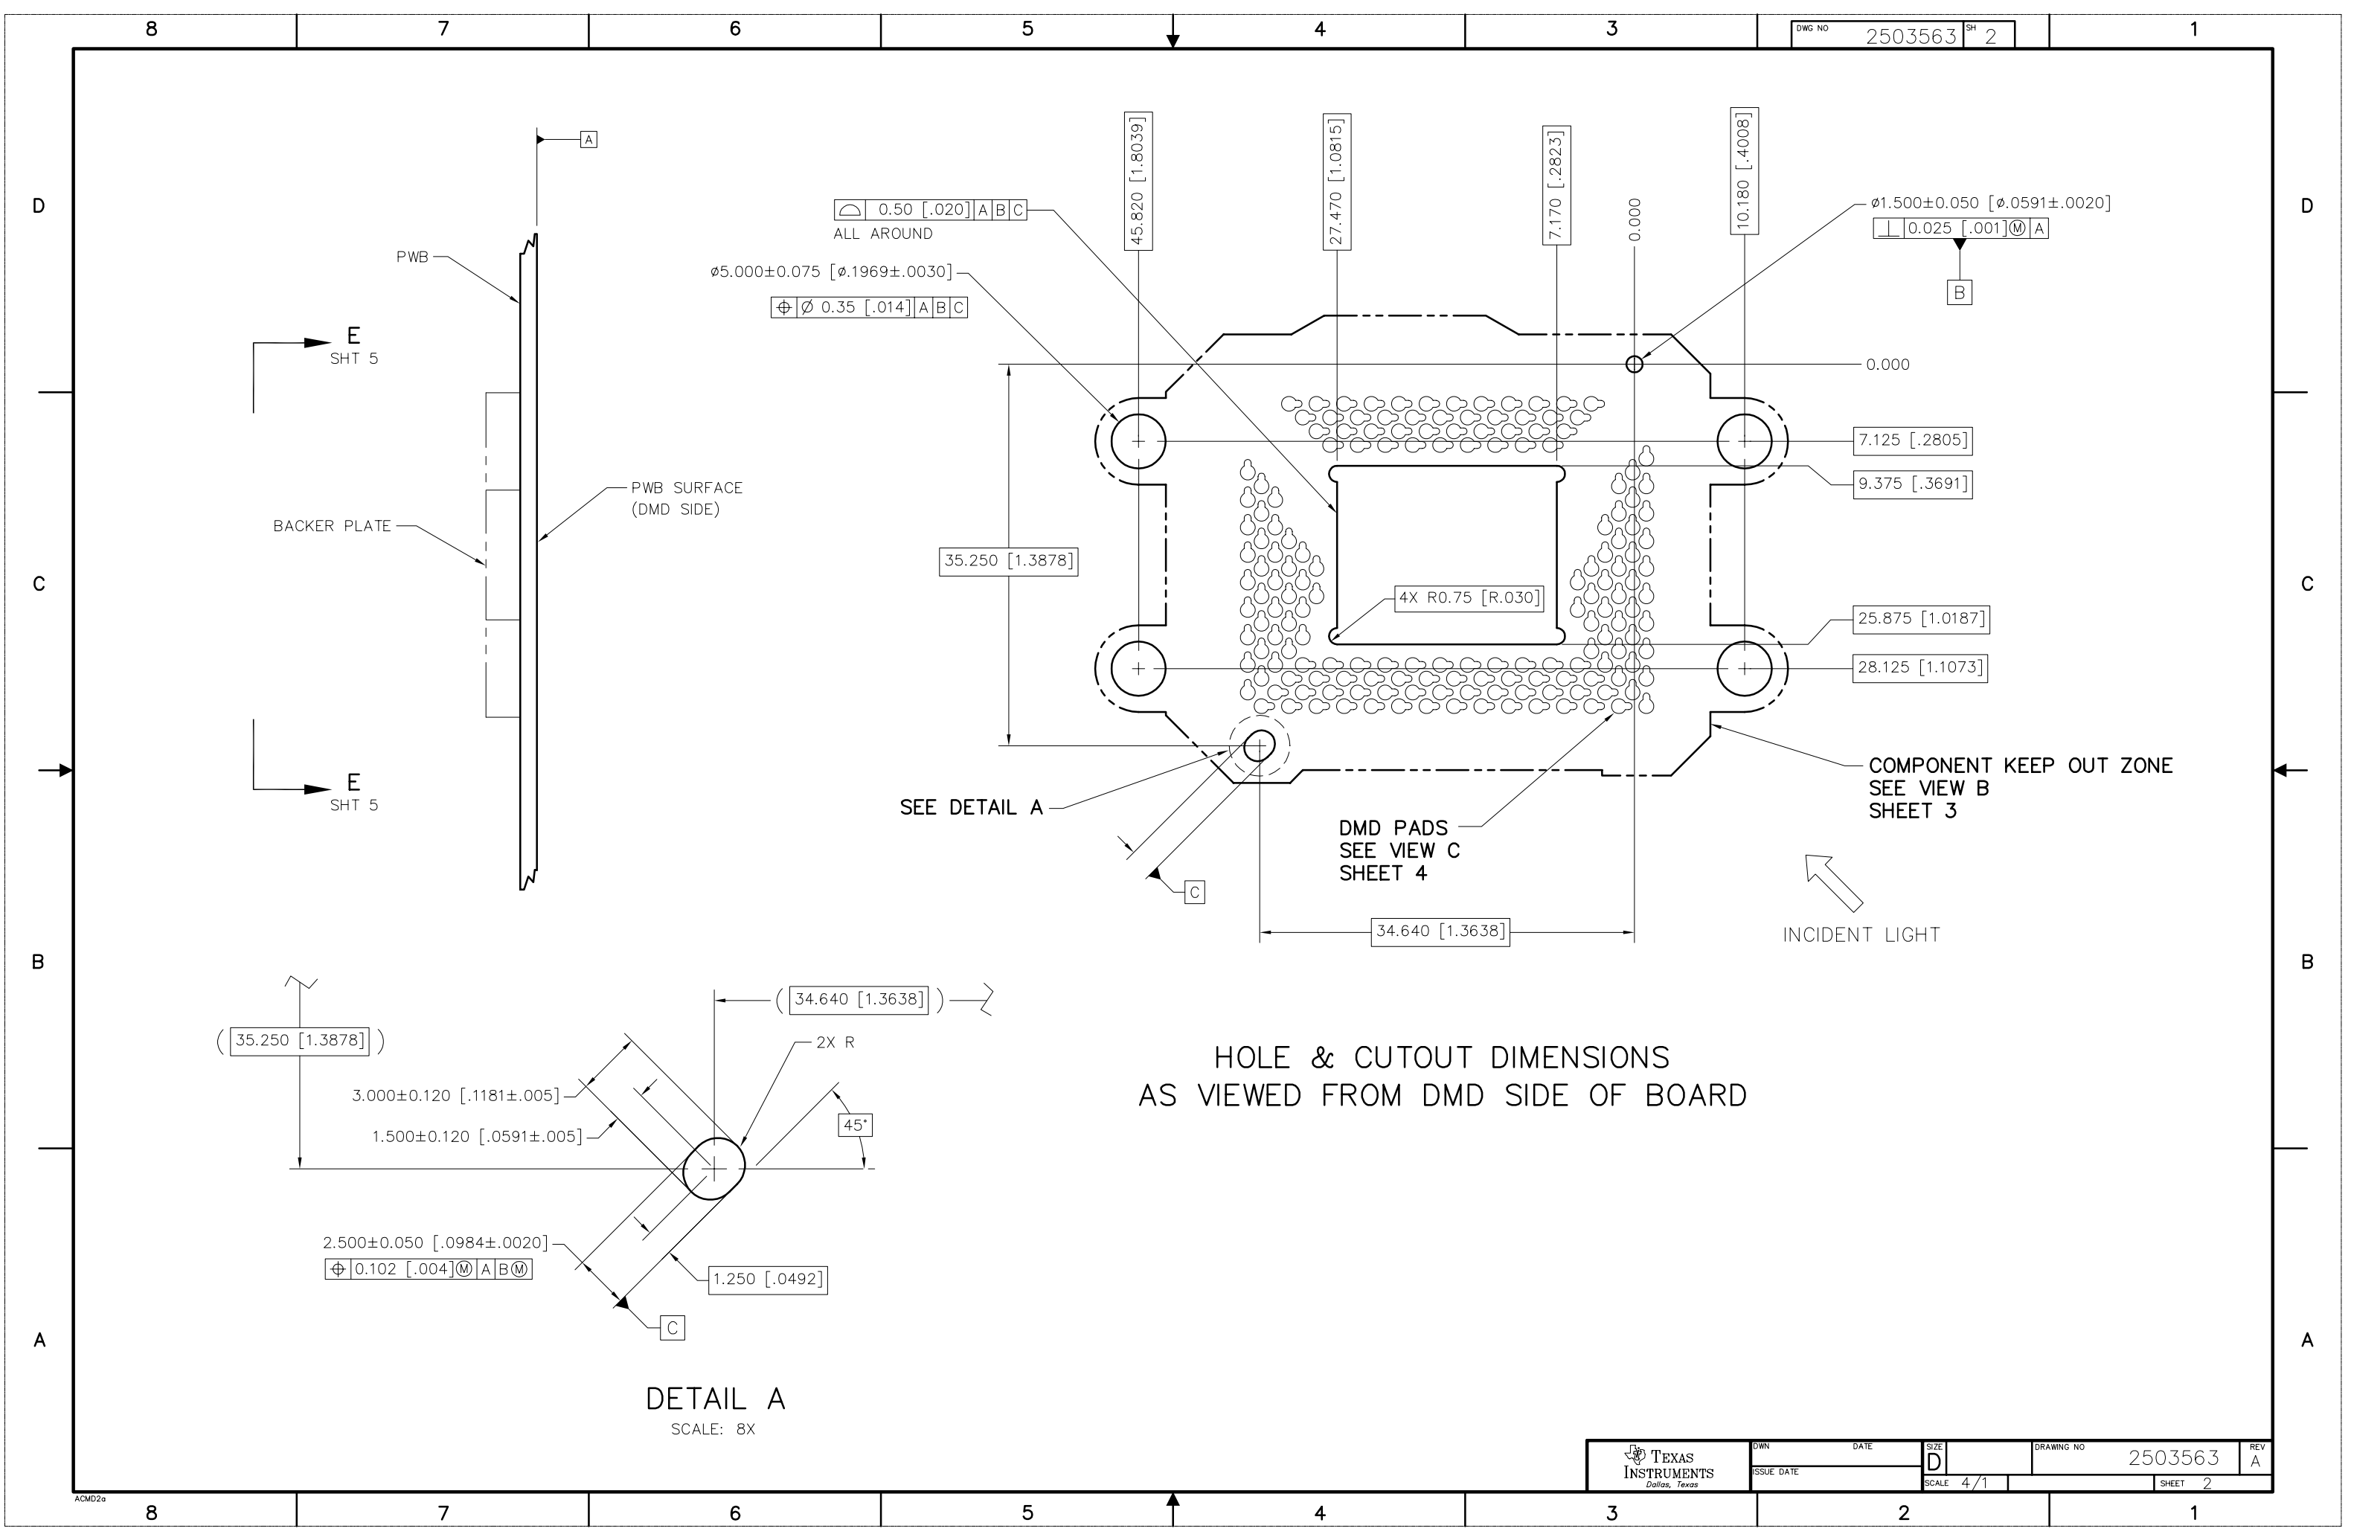 8 7 6 5 4 3 1
DWG NO 2503563 SH 2
D
D
A
PWB
E
SHT 5
PWB SURFACE
(DMD SIDE)
BACKER PLATE
E
SHT 5
45.820 [1.8039]
27.470 [1.0815]
7.170 [.2823]
0.000
10.180 [.4008]
⌓ 0.50 [.020] A B C
ALL AROUND
ø5.000±0.075 [ø.1969±.0030]
⌖ Ø 0.35 [.014] A B C
ø1.500±0.050 [ø.0591±.0020]
⊥ 0.025 [.001]Ⓜ A
B
0.000
7.125 [.2805]
9.375 [.3691]
35.250 [1.3878]
4X R0.75 [R.030]
C
C
25.875 [1.0187]
28.125 [1.1073]
SEE DETAIL A
COMPONENT KEEP OUT ZONE
SEE VIEW B
SHEET 3
DMD PADS
SEE VIEW C
SHEET 4
C
34.640 [1.3638]
INCIDENT LIGHT
B
B
(34.640 [1.3638])
(35.250 [1.3878])
2X R
3.000±0.120 [.1181±.005]
1.500±0.120 [.0591±.005]
45°
2.500±0.050 [.0984±.0020]
⌖ 0.102 [.004]Ⓜ A BⓂ
1.250 [.0492]
C
DETAIL A
SCALE: 8X
HOLE & CUTOUT DIMENSIONS
AS VIEWED FROM DMD SIDE OF BOARD
A
A
TEXAS
INSTRUMENTS
Dallas, Texas
DWN DATE
ISSUE DATE
SIZE
D
DRAWING NO
2503563
REV
A
SCALE 4/1
SHEET 2
ACMD2a
8 7 6 5 4 3 2 1